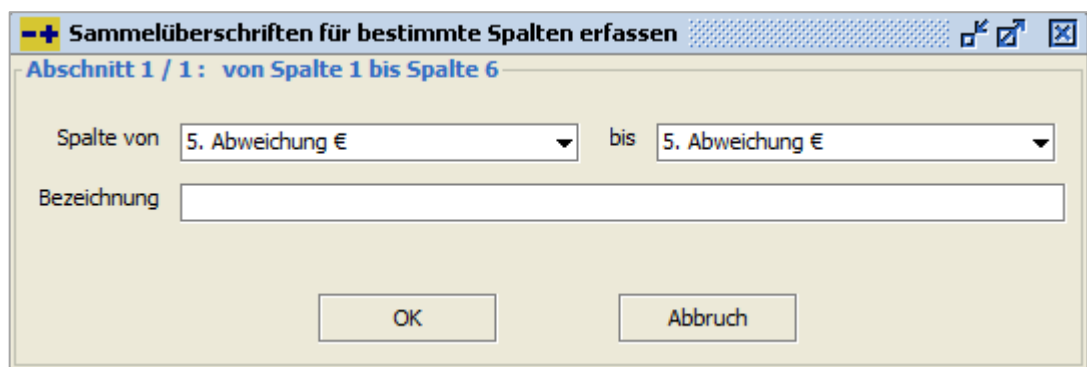 Sammelüberschriften für bestimmte Spalten erfassen
Abschnitt 1 / 1 : von Spalte 1 bis Spalte 6
Spalte von 5. Abweichung € bis 5. Abweichung €
Bezeichnung
OK Abbruch